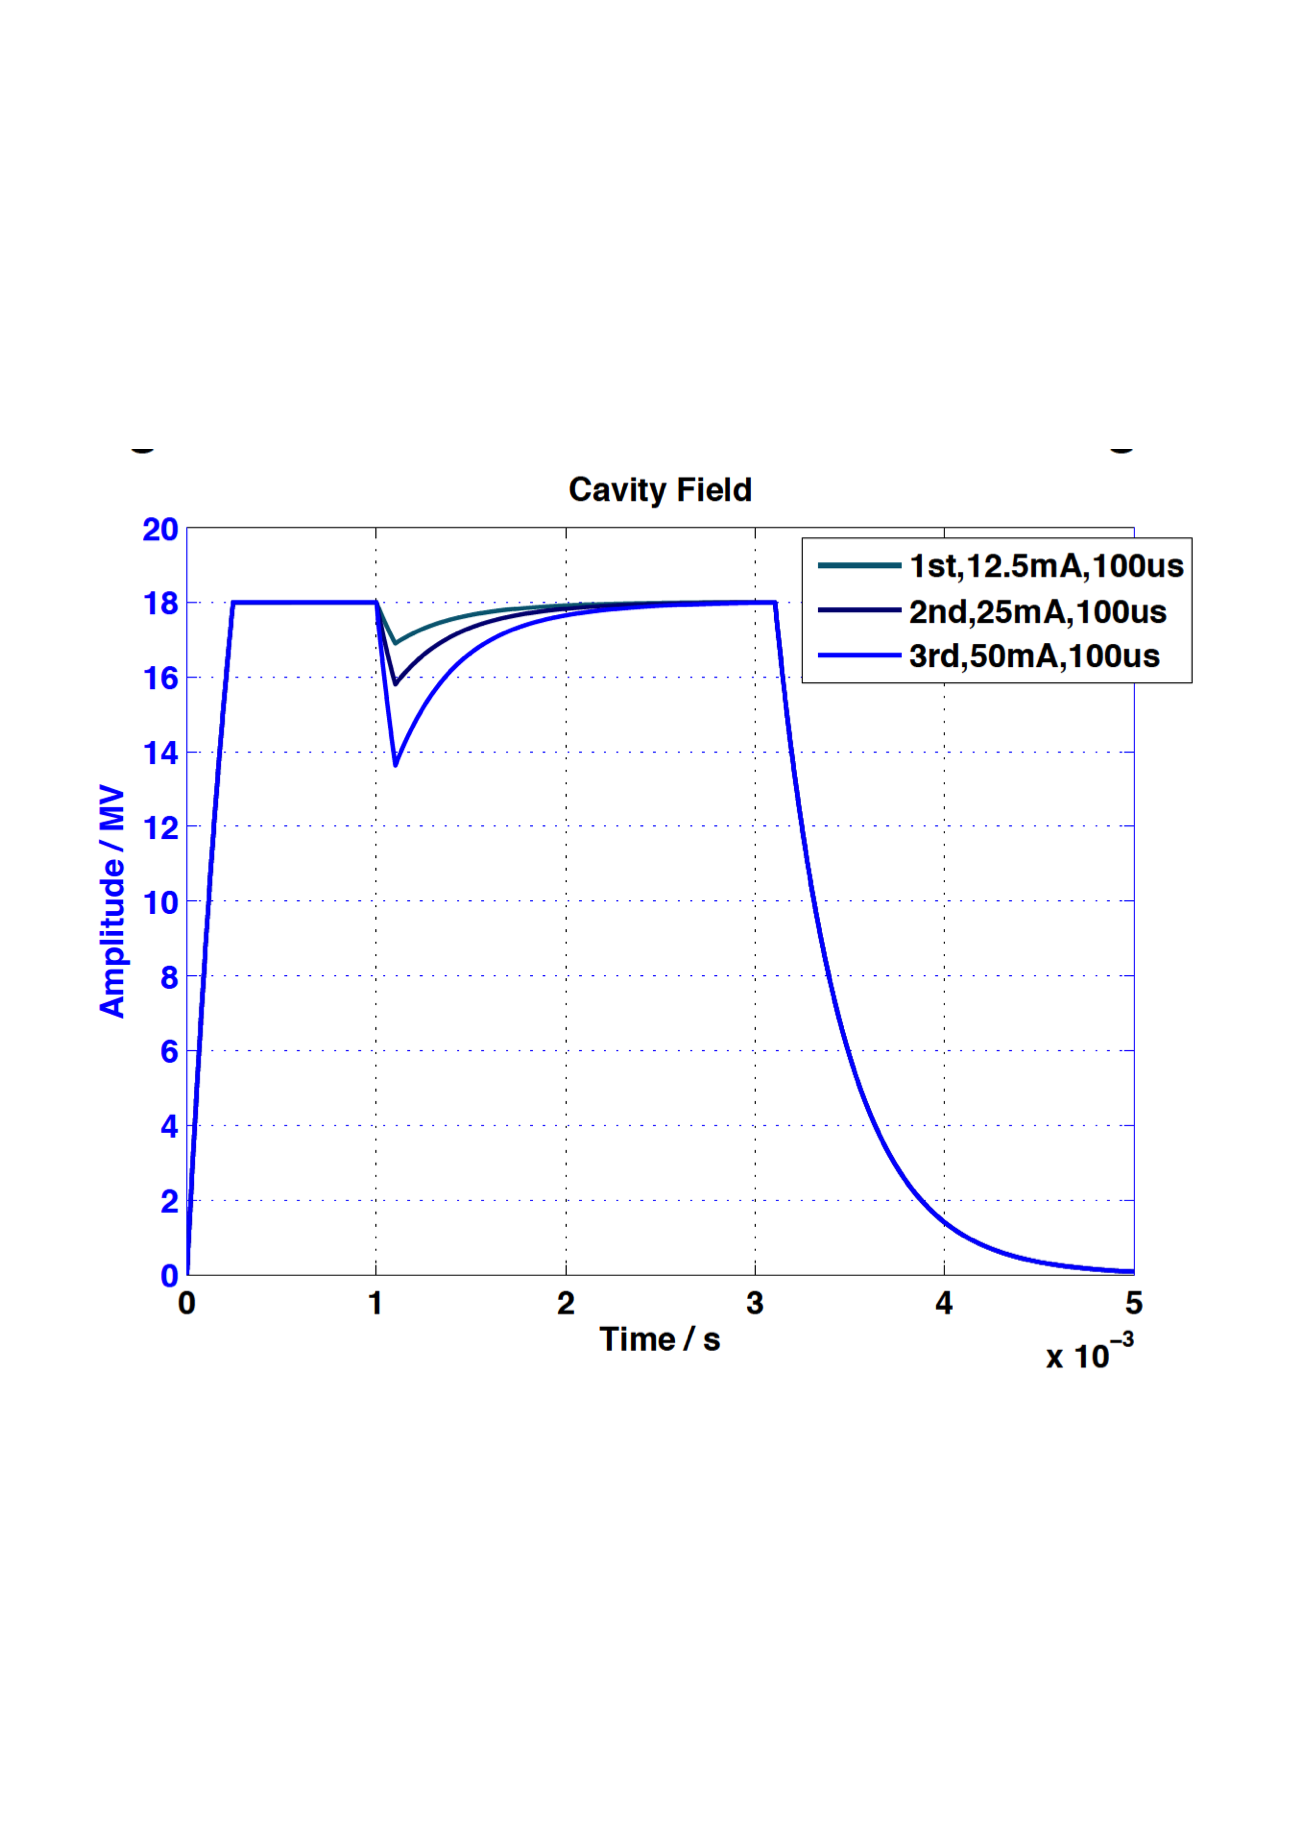 Cavity Field
20
18
16
14
12
10
8
6
4
2
0
Amplitude / MV
1st,12.5mA,100us
2nd,25mA,100us
3rd,50mA,100us
0 1 2 3 4 5
Time / s
x 10⁻³